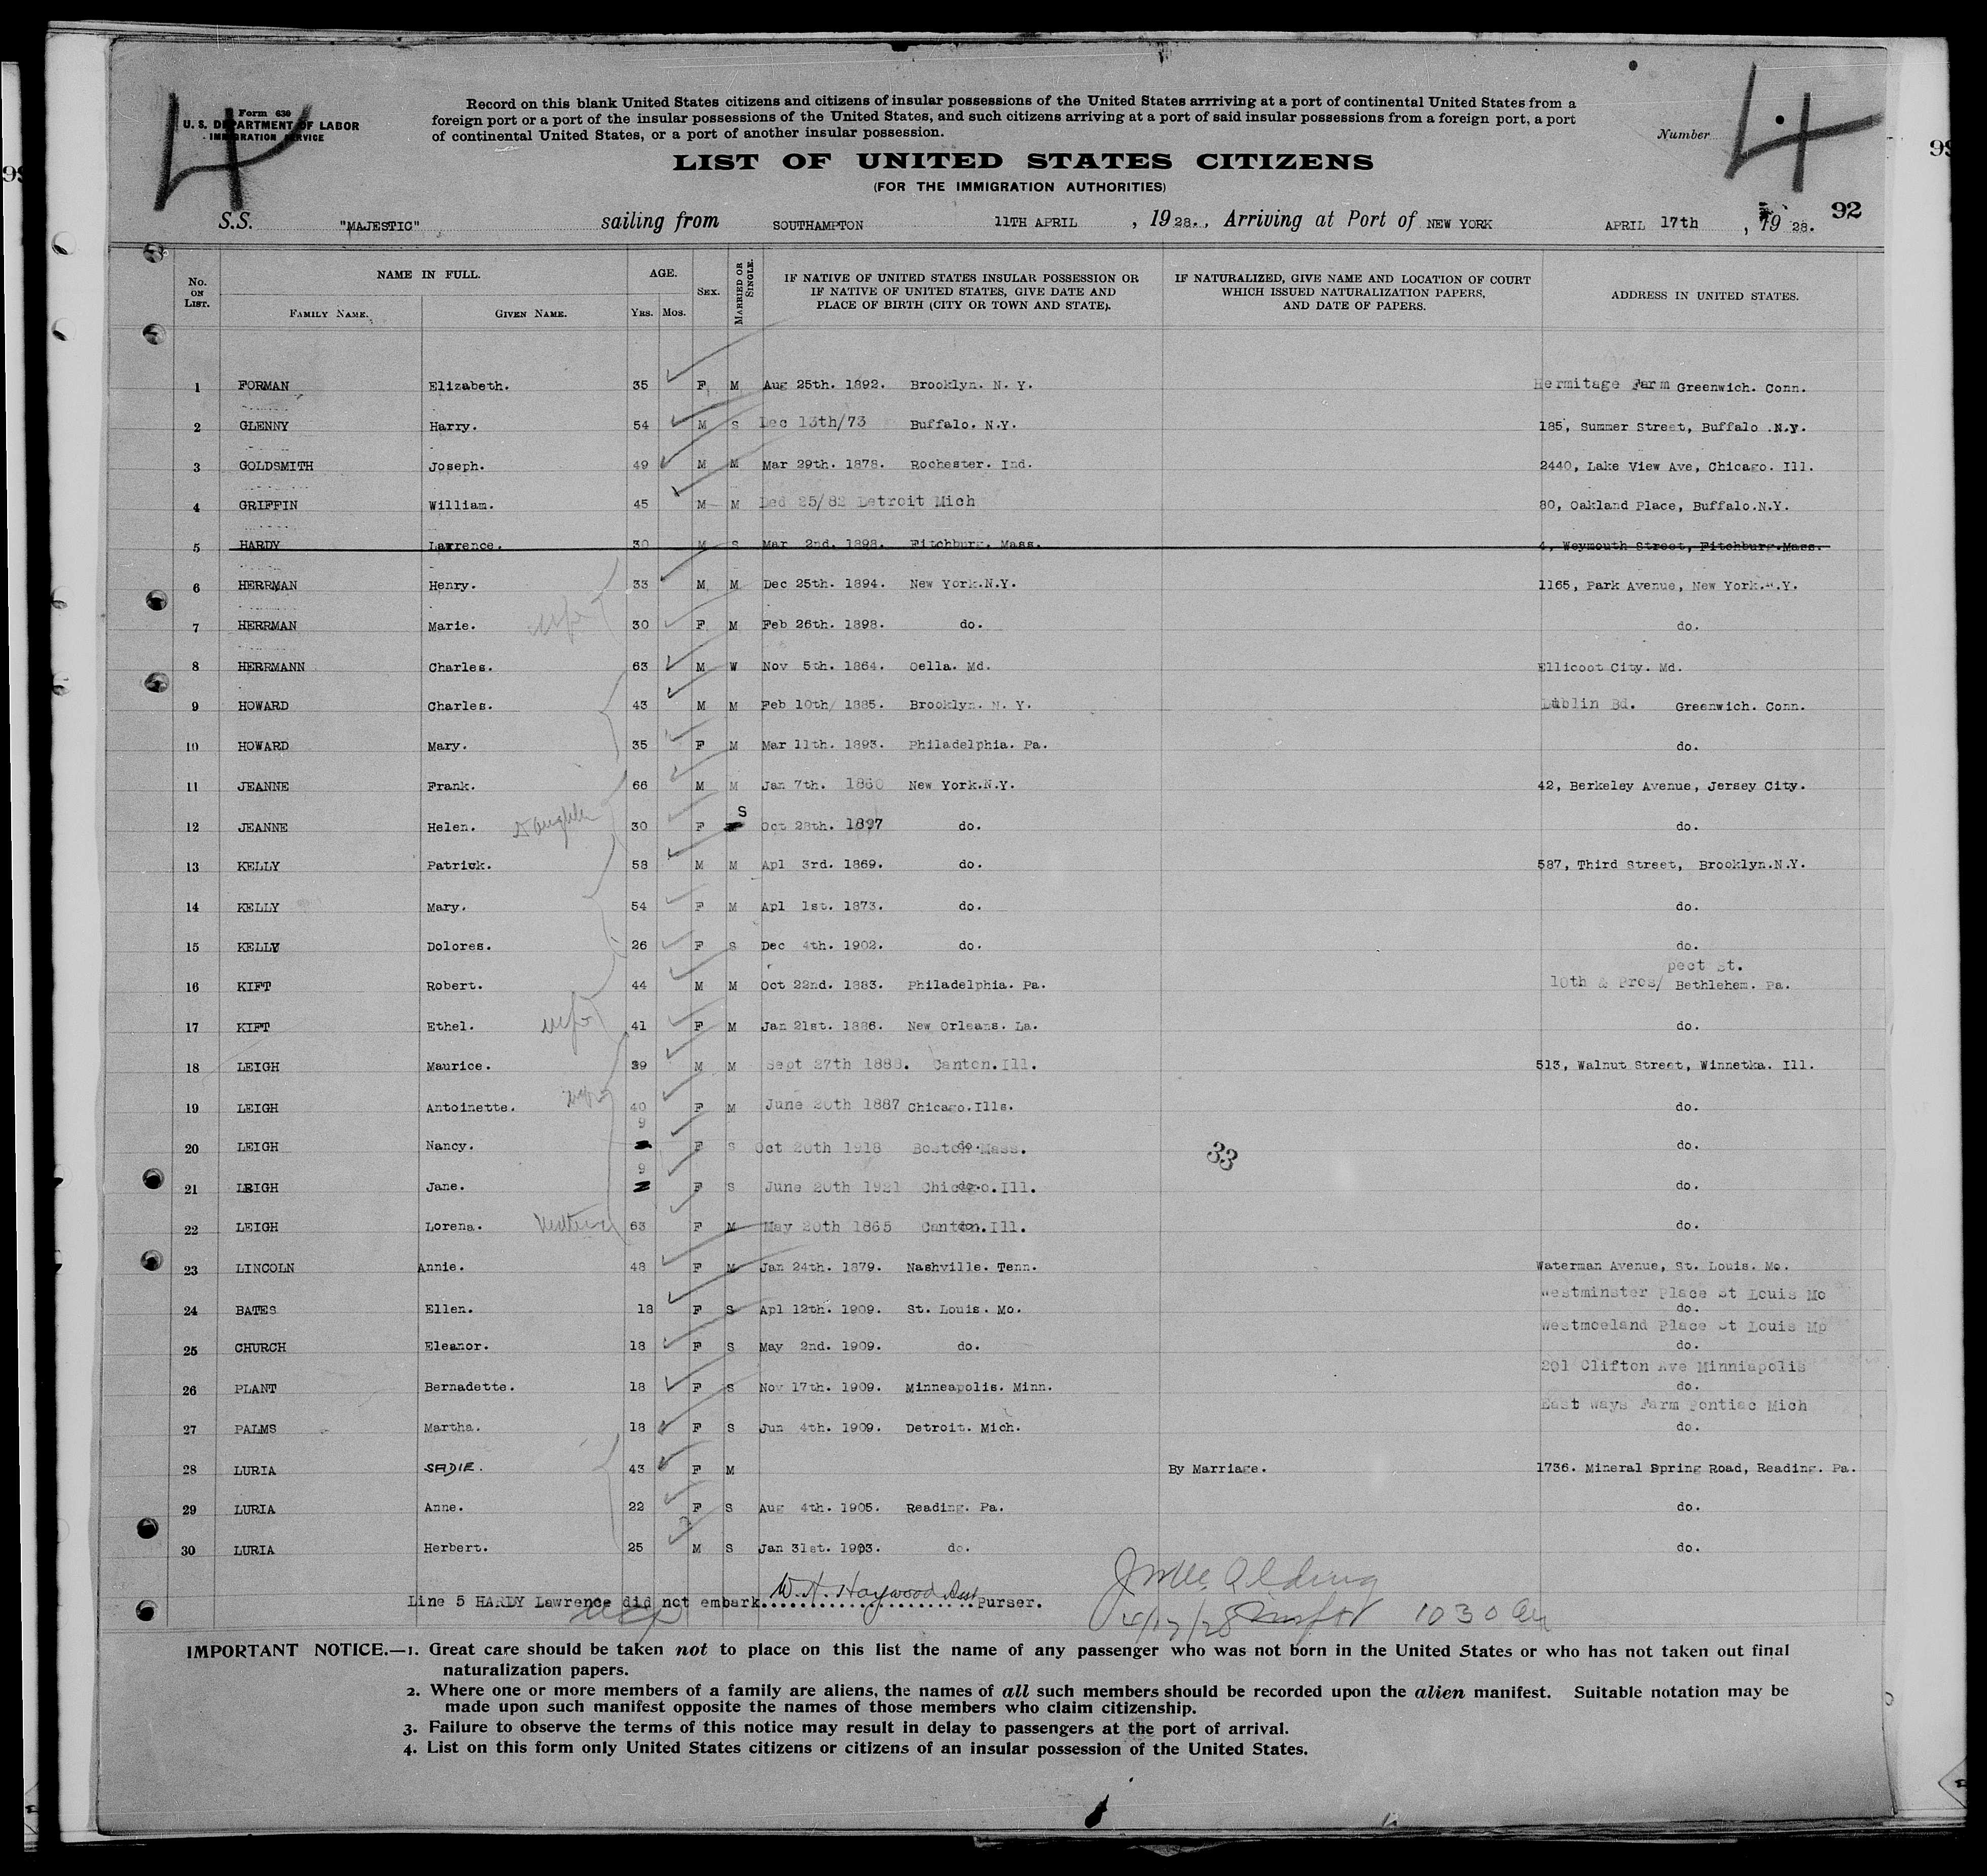 Form 630
U. S. DEPARTMENT OF LABOR
IMMIGRATION SERVICE
4
Record on this blank United States citizens and citizens of insular possessions of the United States arrriving at a port of continental United States from a
foreign port or a port of the insular possessions of the United States, and such citizens arriving at a port of said insular possessions from a foreign port, a port
of continental United States, or a port of another insular possession.
Number 4
LIST OF UNITED STATES CITIZENS
(FOR THE IMMIGRATION AUTHORITIES)
92
S.S. "MAJESTIC" sailing from SOUTHAMPTON 11TH APRIL , 1928. , Arriving at Port of NEW YORK APRIL 17th , 1928.
No. ON LIST. NAME IN FULL. FAMILY NAME. GIVEN NAME. AGE. YRS. MOS. SEX. MARRIED OR SINGLE. IF NATIVE OF UNITED STATES INSULAR POSSESSION OR IF NATIVE OF UNITED STATES, GIVE DATE AND PLACE OF BIRTH (CITY OR TOWN AND STATE). IF NATURALIZED, GIVE NAME AND LOCATION OF COURT WHICH ISSUED NATURALIZATION PAPERS, AND DATE OF PAPERS. ADDRESS IN UNITED STATES.
1 FORMAN Elizabeth. 35 F M Aug 25th. 1892. Brooklyn. N. Y. Hermitage Farm Greenwich. Conn.
2 GLENNY Harry. 54 M S Dec 13th/73 Buffalo. N.Y. 185, Summer Street, Buffalo .N.y.
3 GOLDSMITH Joseph. 49 M M Mar 29th. 1878. Rochester. Ind. 2440, Lake View Ave, Chicago. Ill.
4 GRIFFIN William. 45 M M Ded 25/82 Detroit Mich 80, Oakland Place, Buffalo.N.Y.
5 HARDY Lawrence. 30 M S Mar 2nd. 1898. Fitchburg. Mass. 4, Weymouth Street, Fitchburg.Mass.
6 HERRMAN Henry. 33 M M Dec 25th. 1894. New York.N.Y. 1165, Park Avenue, New York.N.Y.
7 HERRMAN Marie. wife 30 F M Feb 26th. 1898. do. do.
8 HERRMANN Charles. 63 M W Nov 5th. 1864. Oella. Md. Ellicoot City. Md.
9 HOWARD Charles. 43 M M Feb 10th/ 1885. Brooklyn. N. Y. Dublin Bd. Greenwich. Conn.
10 HOWARD Mary. 35 F M Mar 11th. 1893. Philadelphia. Pa. do.
11 JEANNE Frank. 66 M M Jan 7th. 1860 New York.N.Y. 42, Berkeley Avenue, Jersey City.
12 JEANNE Helen. Daughter 30 F S Oct 28th. 1897 do. do.
13 KELLY Patrick. 58 M M Apl 3rd. 1869. do. 587, Third Street, Brooklyn.N.Y.
14 KELLY Mary. 54 F M Apl 1st. 1873. do. do.
15 KELLY Dolores. 26 F S Dec 4th. 1902. do. do.
16 KIFT Robert. 44 M M Oct 22nd. 1883. Philadelphia. Pa. 10th & Pros/pect St. Bethlehem. Pa.
17 KIFT Ethel. wife 41 F M Jan 21st. 1886. New Orleans. La. do.
18 LEIGH Maurice. 39 M M Sept 27th 1888. Canton.Ill. 513, Walnut Street, Winnetka. Ill.
19 LEIGH Antoinette. wife 40 F M June 20th 1887 Chicago.Ills. do.
20 LEIGH Nancy. 9 F S Oct 20th 1918 Boston Mass. do.
33
21 LEIGH Jane. 9 F S June 20th 1921 Chicago.Ill. do.
22 LEIGH Lorena. Mother 63 F M May 20th 1865 Canton.Ill. do.
23 LINCOLN Annie. 48 F M Jan 24th. 1879. Nashville. Tenn. Waterman Avenue, St. Louis. Mo.
24 BATES Ellen. 18 F S Apl 12th. 1909. St. Louis. Mo. Westminster Place St Louis Mo do.
25 CHURCH Eleanor. 18 F S May 2nd. 1909. do. Westmoeland Place St Louis Mo do.
26 PLANT Bernadette. 18 F S Nov 17th. 1909. Minneapolis. Minn. 201 Clifton Ave Minniapolis do.
27 PALMS Martha. 18 F S Jun 4th. 1909. Detroit. Mich. East Ways Farm Pontiac Mich do.
28 LURIA SADIE. 43 F M By Marriage. 1736. Mineral Spring Road, Reading. Pa.
29 LURIA Anne. 22 F S Aug 4th. 1905. Reading. Pa. do.
30 LURIA Herbert. 25 M S Jan 31st. 1903. do. do.
Line 5 HARDY Lawrence did not embark. W. H. Haywood Asst Purser.
4/17/28 1030 am
IMPORTANT NOTICE.—1. Great care should be taken not to place on this list the name of any passenger who was not born in the United States or who has not taken out final
naturalization papers.
2. Where one or more members of a family are aliens, the names of all such members should be recorded upon the alien manifest. Suitable notation may be
made upon such manifest opposite the names of those members who claim citizenship.
3. Failure to observe the terms of this notice may result in delay to passengers at the port of arrival.
4. List on this form only United States citizens or citizens of an insular possession of the United States.